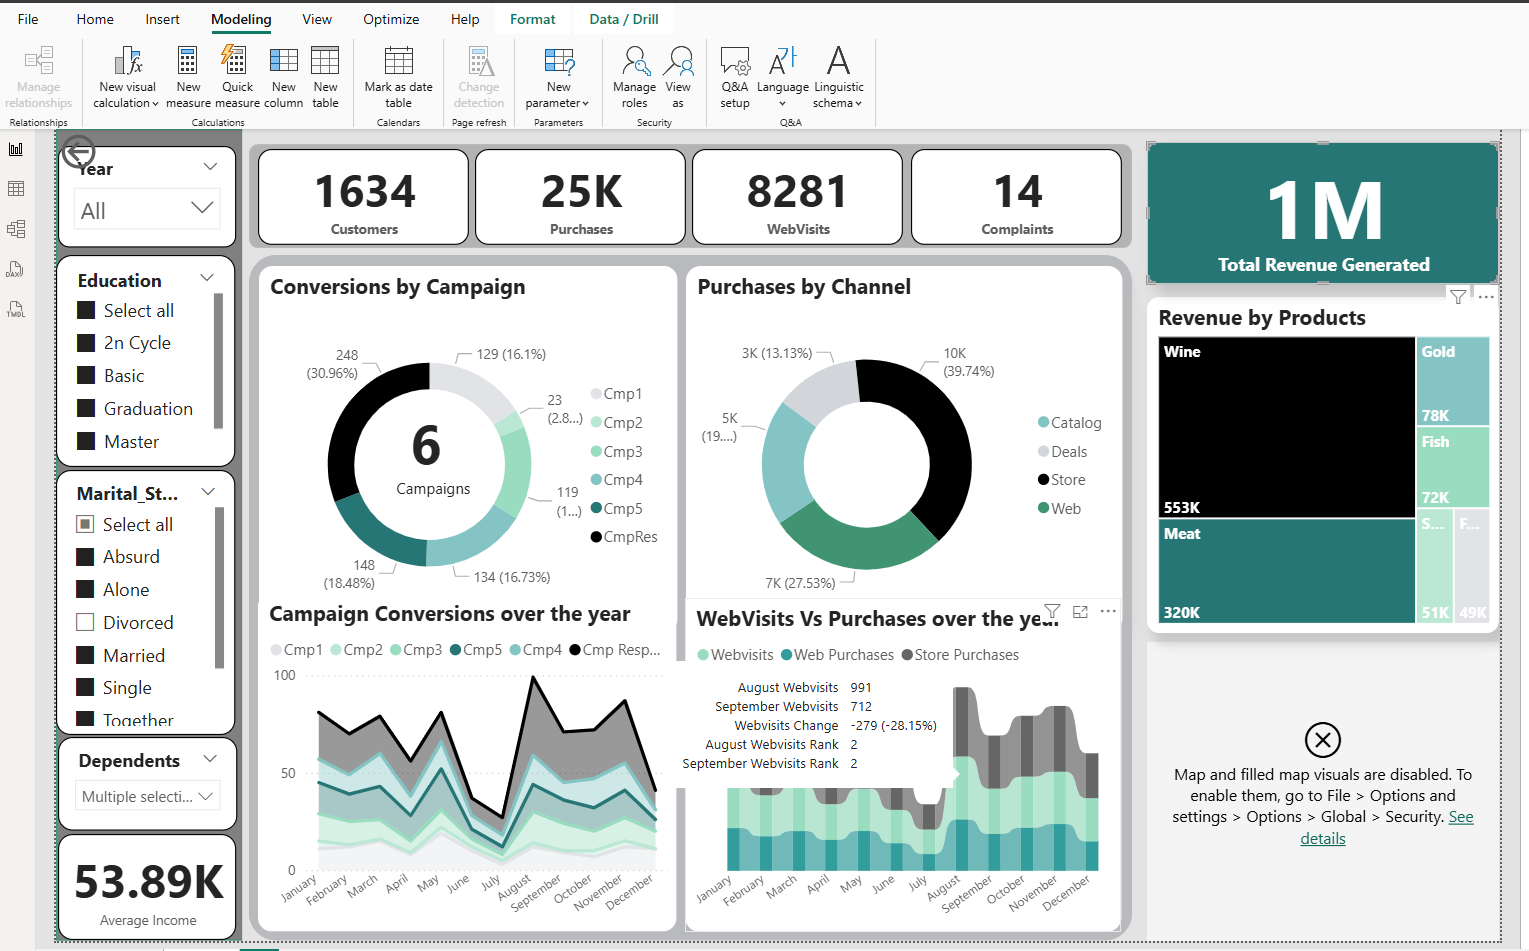 File Home Insert Modeling View Optimize Help Format Data / Drill
Manage relationships
New visual calculation
New measure
Quick measure
New column
New table
Mark as date table
Change detection
New parameter
Manage roles
View as
Q&A setup
Language
Linguistic schema
Relationships Calculations Calendars Page refresh Parameters Security Q&A
DAX
TMDL
Year
All
Education
Select all
2n Cycle
Basic
Graduation
Master
Marital_St...
Select all
Absurd
Alone
Divorced
Married
Single
Together
Dependents
Multiple selecti...
53.89K
Average Income
1634
Customers
25K
Purchases
8281
WebVisits
14
Complaints
1M
Total Revenue Generated
Conversions by Campaign
248
(30.96%)
129 (16.1%)
23
(2.8...)
119
(1...)
134 (16.73%)
148
(18.48%)
6
Campaigns
Cmp1
Cmp2
Cmp3
Cmp4
Cmp5
CmpRes
Purchases by Channel
3K (13.13%)
10K
(39.74%)
5K
(19....)
7K (27.53%)
Catalog
Deals
Store
Web
Campaign Conversions over the year
Cmp1 Cmp2 Cmp3 Cmp5 Cmp4 Cmp Resp...
100
50
0
January February March April May June July August September October November December
WebVisits Vs Purchases over the ye...
Webvisits Web Purchases Store Purchases
August Webvisits 991
September Webvisits 712
Webvisits Change -279 (-28.15%)
August Webvisits Rank 2
September Webvisits Rank 2
January February March April May June July August September October November December
Revenue by Products
Wine
553K
Meat
320K
Gold
78K
Fish
72K
S...
51K
F...
49K
Map and filled map visuals are disabled. To
enable them, go to File > Options and
settings > Options > Global > Security. See
details